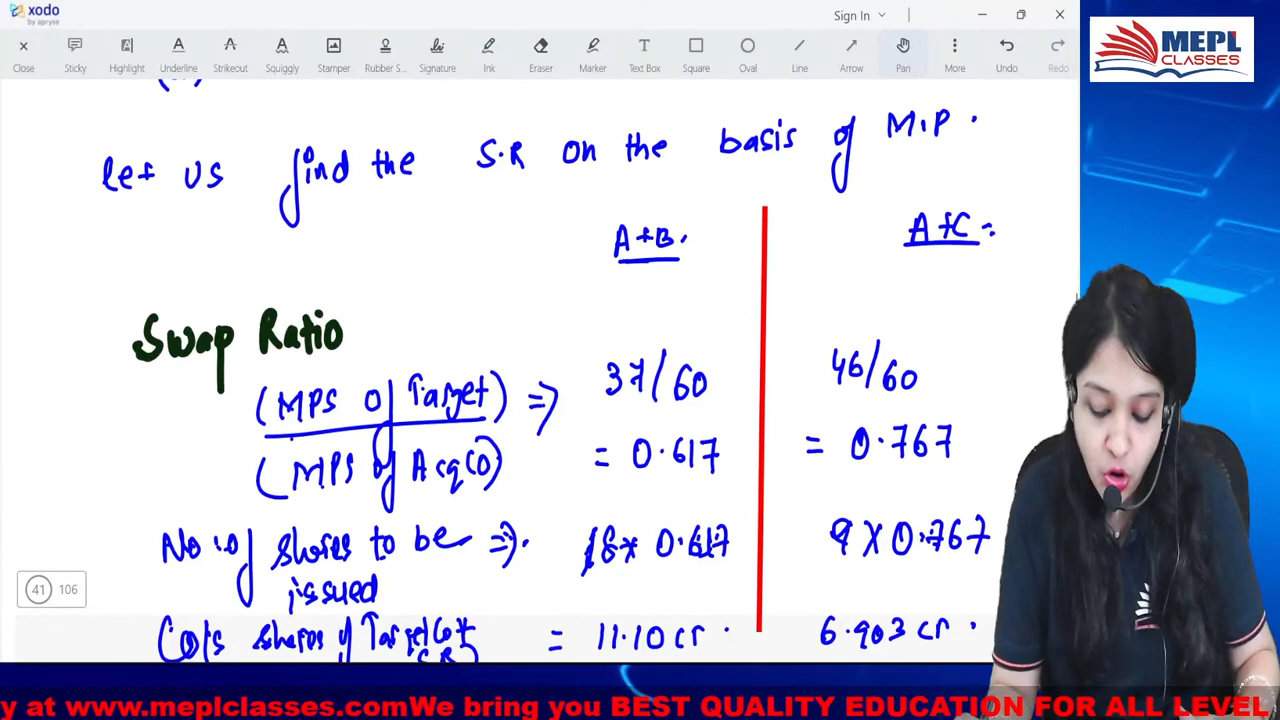 xodo
by apryse
Sign In
Close Sticky Highlight Underline Strikeout Squiggly Stamper Rubber Signature Ink Eraser Marker Text Box Square Oval Line Arrow Pan More Undo Redo
MEPL
CLASSES
let us find the S.R on the basis of M.P.
A+B.
A+C =
Swap Ratio
(MPS of Target) => 37/60 46/60
(MPS of Acq Co) = 0.617 = 0.767
No. of shares to be => 18 x 0.617 9 x 0.767
issued
Co's shares of Target Co x = 11.10 cr . 6.903 cr .
41 106
y at www.meplclasses.comWe bring you BEST QUALITY EDUCATION FOR ALL LEVEL